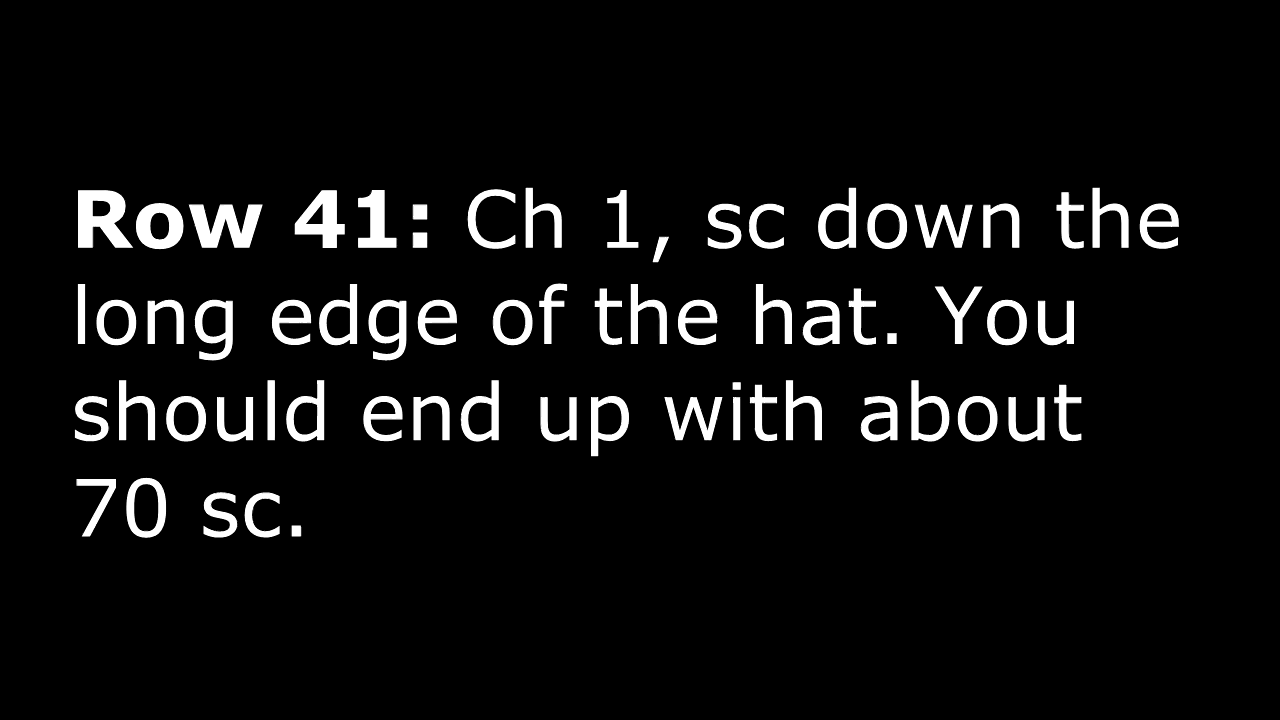 Row 41: Ch 1, sc down the
long edge of the hat. You
should end up with about
70 sc.